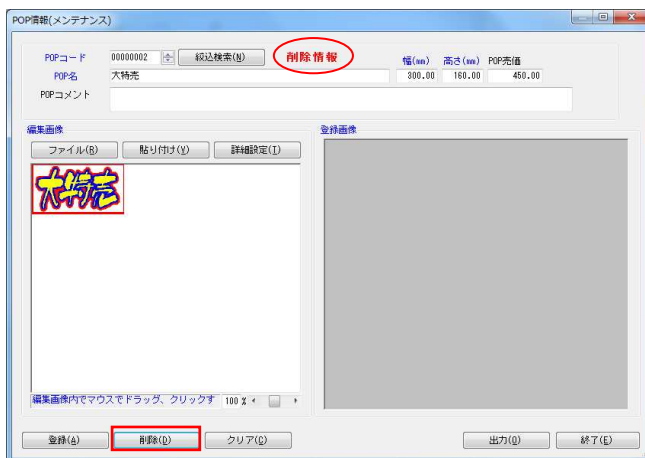 POP情報(メンテナンス)
POPコード 00000002 絞込検索(N) 削除情報
幅(mm) 高さ(mm) POP売価
POP名 大特売 300.00 160.00 450.00
POPコメント
編集画像 登録画像
ファイル(R) 貼り付け(Y) 詳細設定(I)
大特売
編集画像内でマウスでドラッグ、クリックす 100 %
登録(A) 削除(D) クリア(C) 出力(O) 終了(E)